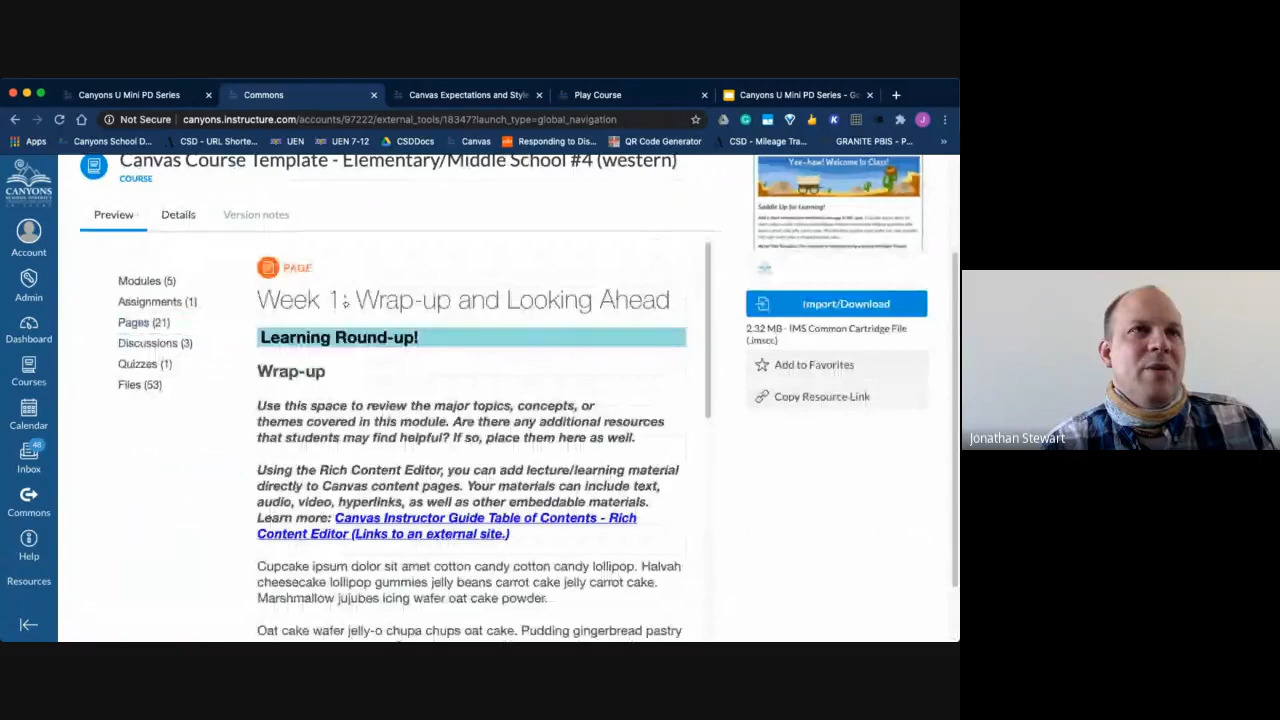 Canyons U Mini PD Series
Commons
Canvas Expectations and Style
Play Course
Canyons U Mini PD Series - Go
Not Secure
canyons.instructure.com/accounts/97222/external_tools/18347?launch_type=global_navigation
Apps
Canyons School D...
CSD - URL Shorte...
UEN
UEN 7-12
CSDDocs
Canvas
Responding to Dis...
QR Code Generator
CSD - Mileage Tra...
GRANITE PBIS - P...
»
CANYONS
SCHOOL DISTRICT
Account
Admin
Dashboard
Courses
Calendar
48
Inbox
Commons
Help
Resources
Canvas Course Template - Elementary/Middle School #4 (western)
COURSE
Preview
Details
Version notes
Modules (5)
Assignments (1)
Pages (21)
Discussions (3)
Quizzes (1)
Files (53)
PAGE
Week 1: Wrap-up and Looking Ahead
Learning Round-up!
Wrap-up
Use this space to review the major topics, concepts, or
themes covered in this module. Are there any additional resources
that students may find helpful? If so, place them here as well.
Using the Rich Content Editor, you can add lecture/learning material
directly to Canvas content pages. Your materials can include text,
audio, video, hyperlinks, as well as other embeddable materials.
Learn more: Canvas Instructor Guide Table of Contents - Rich
Content Editor (Links to an external site.)
Cupcake ipsum dolor sit amet cotton candy cotton candy lollipop. Halvah
cheesecake lollipop gummies jelly beans carrot cake jelly carrot cake.
Marshmallow jujubes icing wafer oat cake powder.
Oat cake wafer jelly-o chupa chups oat cake. Pudding gingerbread pastry
Yee-haw! Welcome to Class!
Saddle Up for Learning!
Import/Download
2.32 MB - IMS Common Cartridge File
(.imscc)
Add to Favorites
Copy Resource Link
Jonathan Stewart